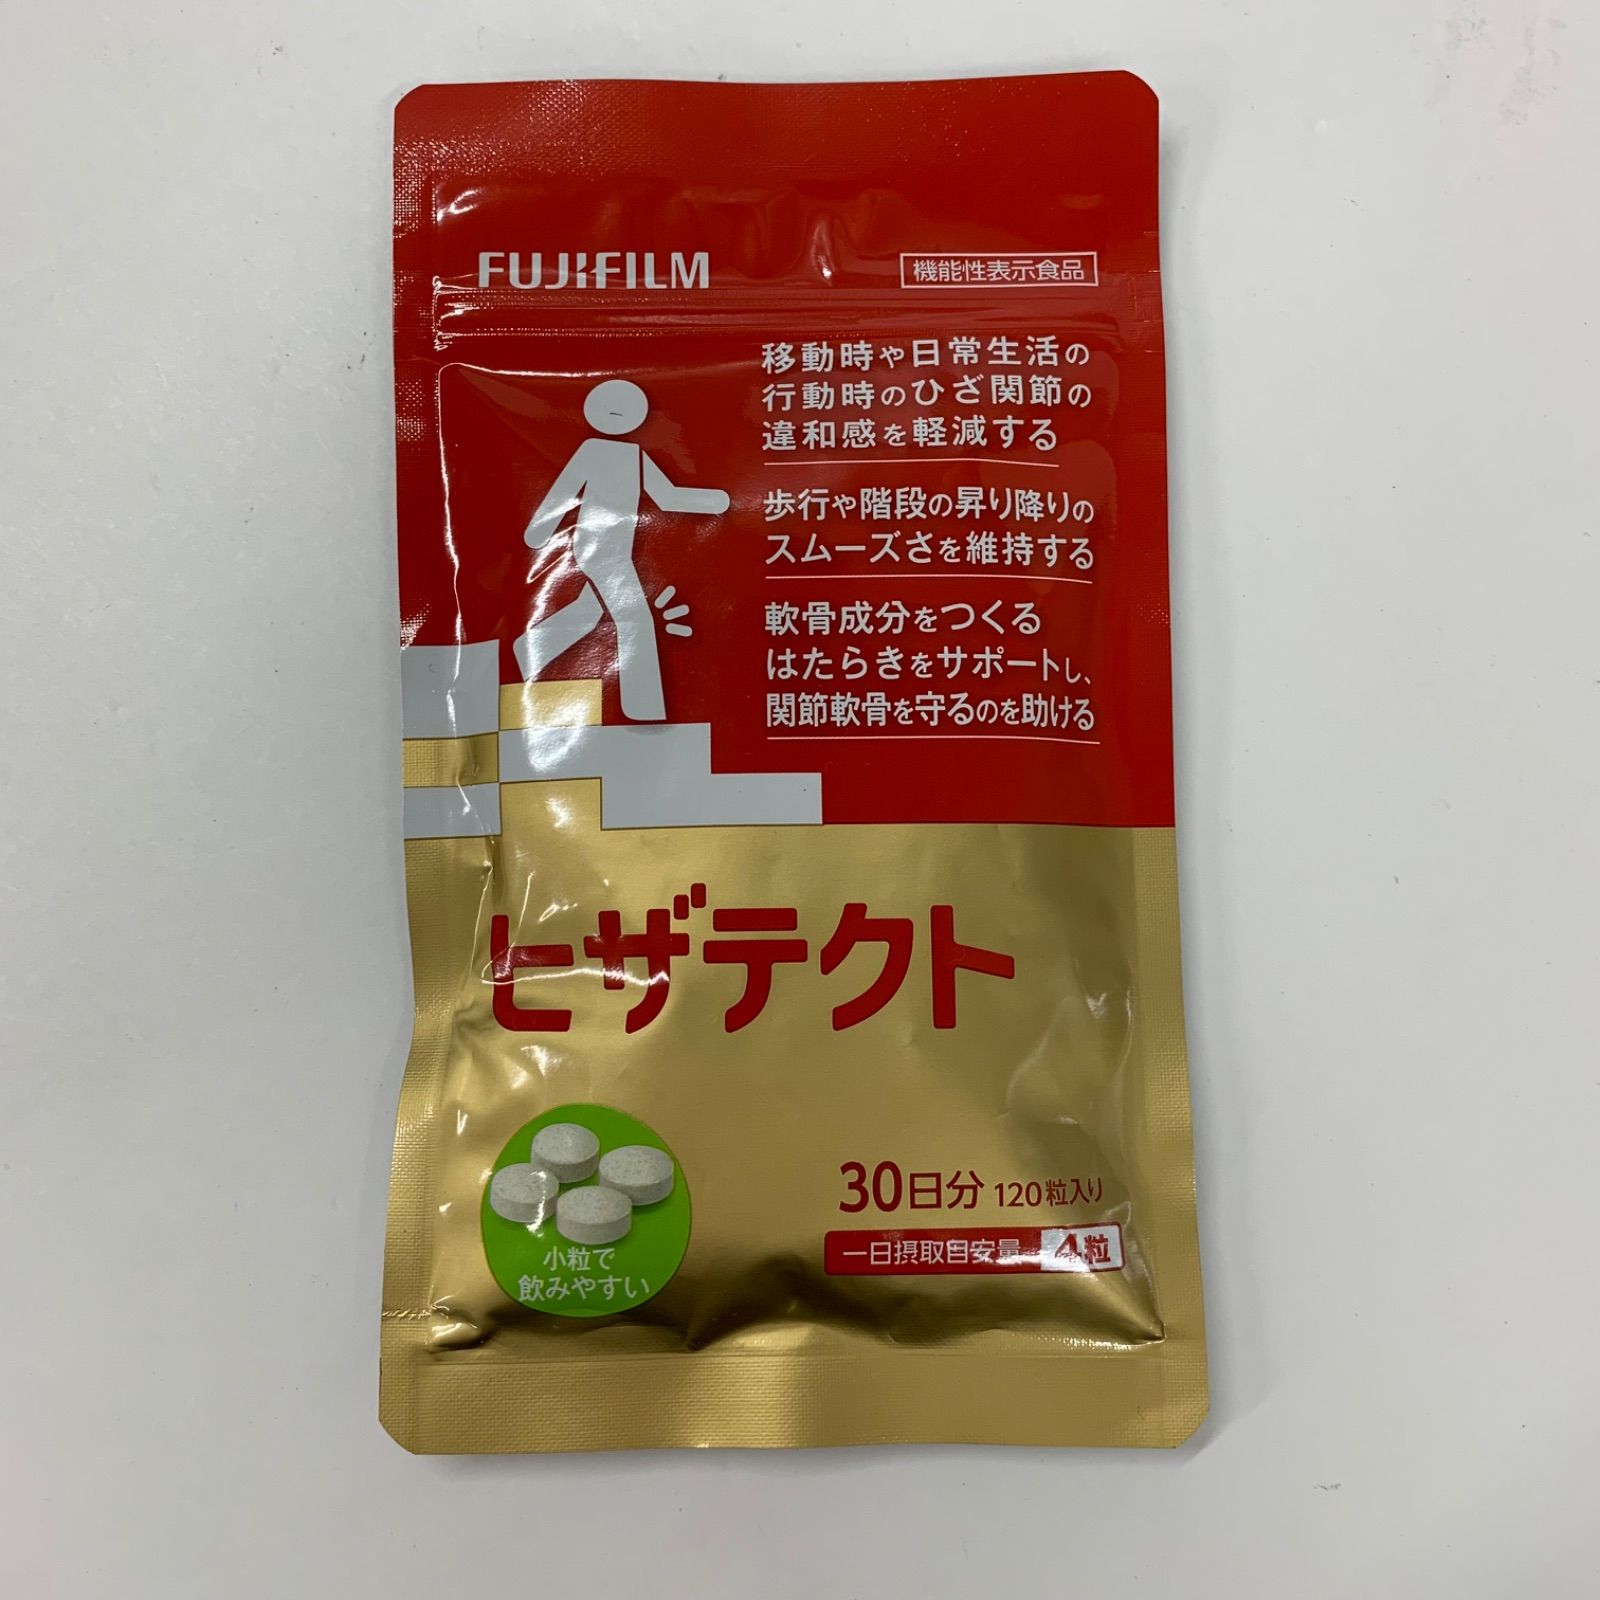 FUJIFILM
機能性表示食品
移動時や日常生活の
行動時のひざ関節の
違和感を軽減する
歩行や階段の昇り降りの
スムーズさを維持する
軟骨成分をつくる
はたらきをサポートし、
関節軟骨を守るのを助ける
ヒザテクト
小粒で
飲みやすい
30日分 120粒入り
一日摂取目安量 4粒